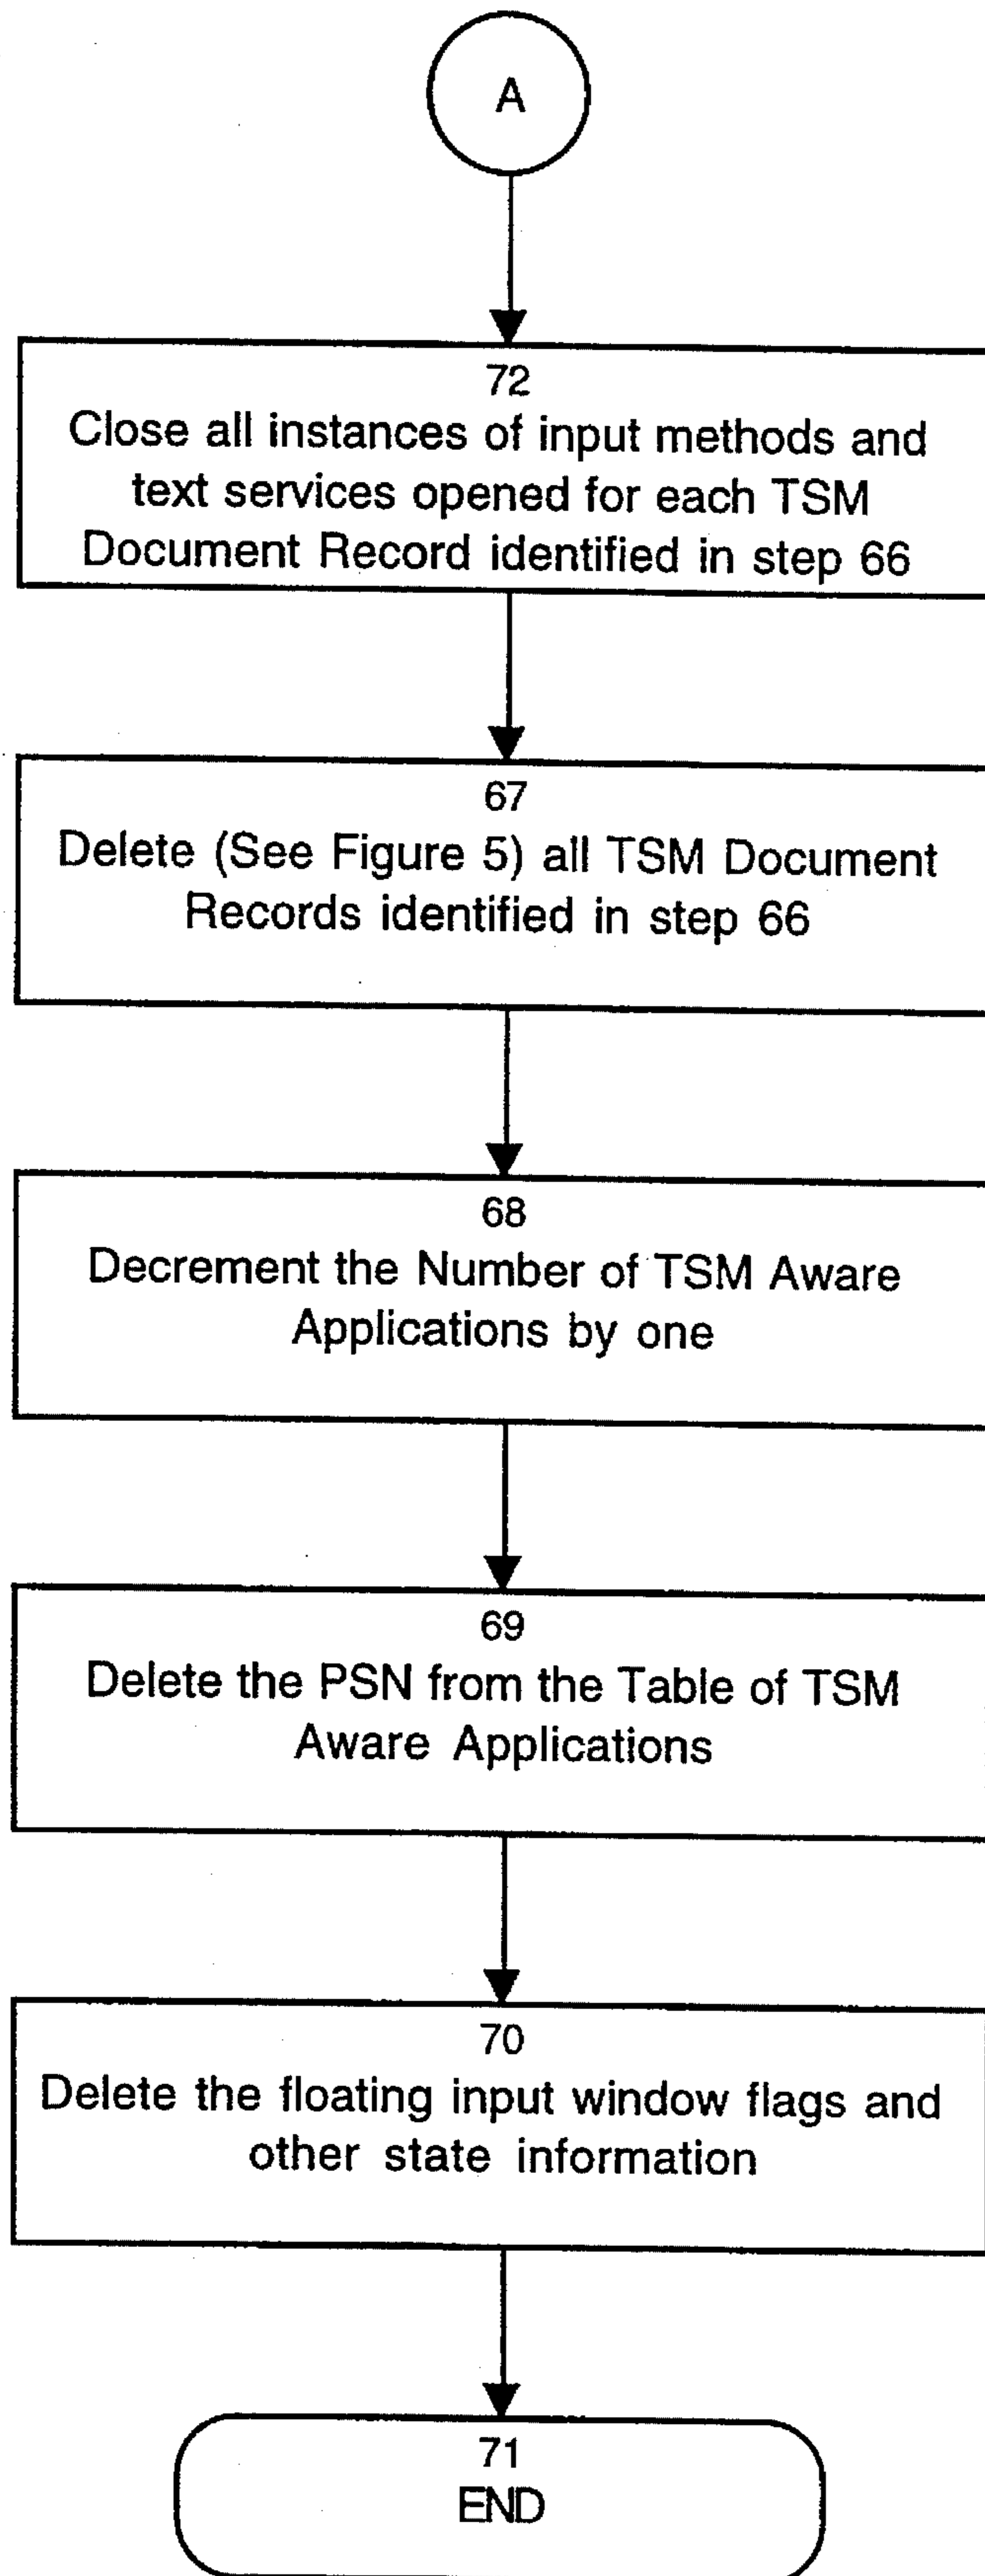 A
72
Close all instances of input methods and
text services opened for each TSM
Document Record identified in step 66
67
Delete (See Figure 5) all TSM Document
Records identified in step 66
68
Decrement the Number of TSM Aware
Applications by one
69
Delete the PSN from the Table of TSM
Aware Applications
70
Delete the floating input window flags and
other state information
71
END